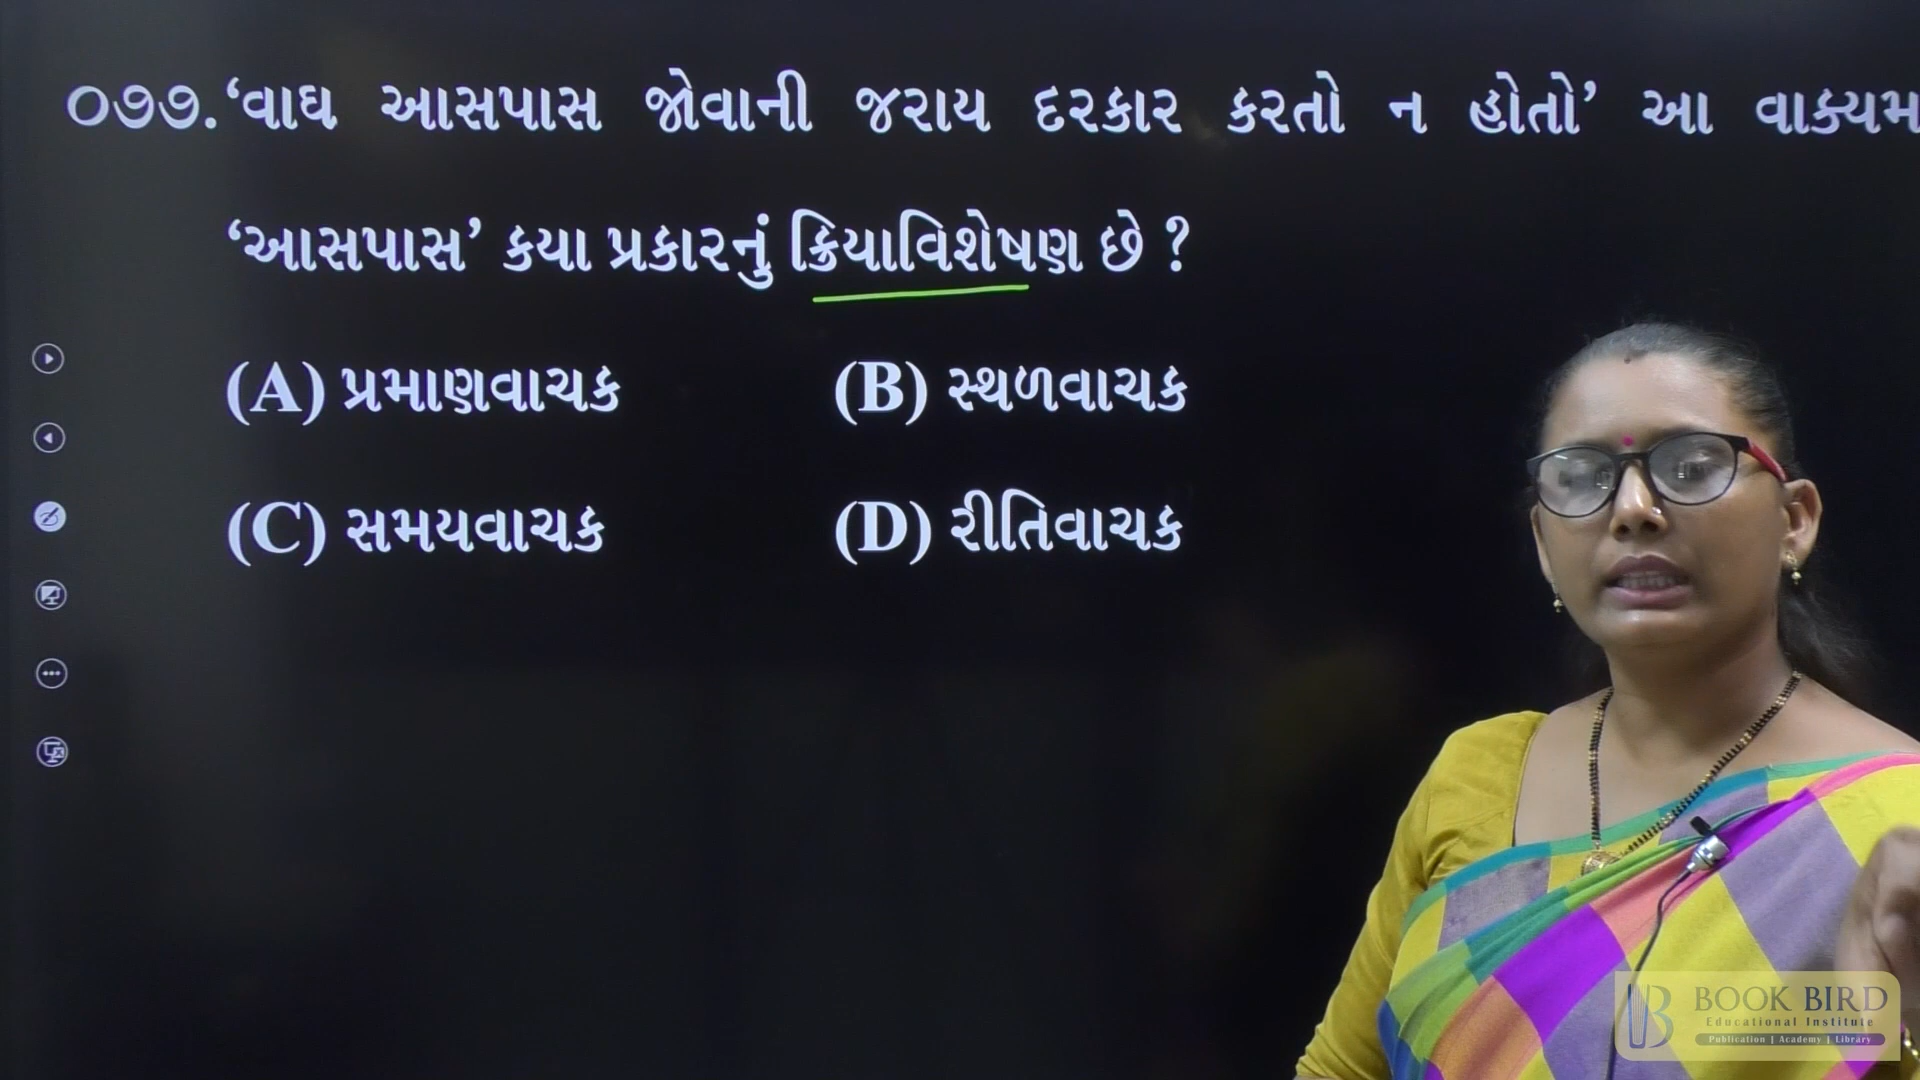 ૦૭૭. ‘વાઘ આસપાસ જોવાની જરાય દરકાર કરતો ન હોતો’ આ વાક્યમ
‘આસપાસ’ કયા પ્રકારનું ક્રિયાવિશેષણ છે ?
(A) પ્રમાણવાચક (B) સ્થળવાચક
(C) સમયવાચક (D) રીતિવાચક
BOOK BIRD
Educational Institute
Publication | Academy | Library